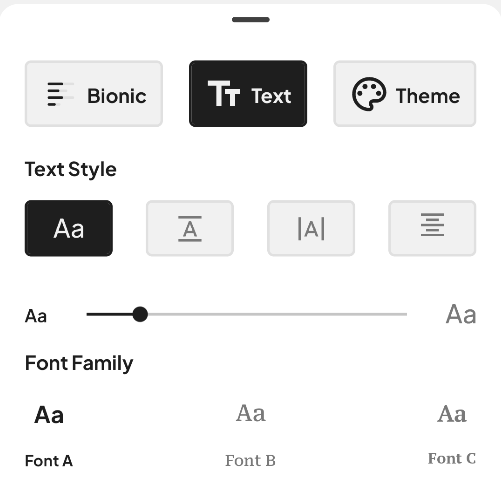 Bionic Text Theme
Text Style
Aa A |A|
Aa Aa
Font Family
Aa Aa Aa
Font A Font B Font C